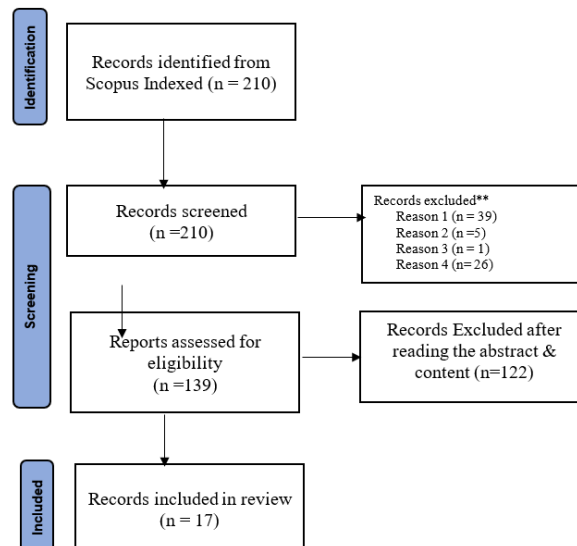 Identification
Records identified from
Scopus Indexed (n = 210)
Screening
Records screened
(n =210)
Records excluded**
Reason 1 (n = 39)
Reason 2 (n =5)
Reason 3 (n = 1)
Reason 4 (n= 26)
Reports assessed for
eligibility
(n =139)
Records Excluded after
reading the abstract &
content (n=122)
Included
Records included in review
(n = 17)